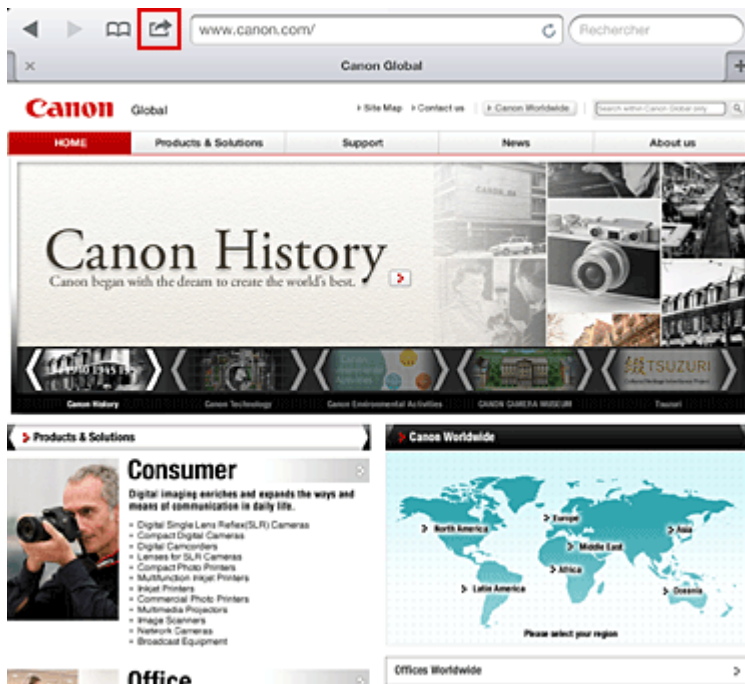 www.canon.com/
Rechercher
Canon Global
Canon Global
Site Map Contact us Canon Worldwide Search within Canon Global only
HOME Products & Solutions Support News About us
CANON
Canon History
Canon began with the dream to create the world's best.
Canon History Canon Technology Canon Environmental Activities CANON CAMERA MUSEUM Tsuzuri
TSUZURI
Products & Solutions
Consumer
Digital imaging enriches and expands the ways and
means of communication in daily life.
Digital Single Lens Reflex(SLR) Cameras
Compact Digital Cameras
Digital Camcorders
Lenses for SLR Cameras
Compact Photo Printers
Multifunction Inkjet Printers
Inkjet Printers
Commercial Photo Printers
Multimedia Projectors
Image Scanners
Network Cameras
Broadcast Equipment
Office
Canon Worldwide
North America
Europe
Asia
Middle East
Africa
Latin America
Oceania
Please select your region
Offices Worldwide